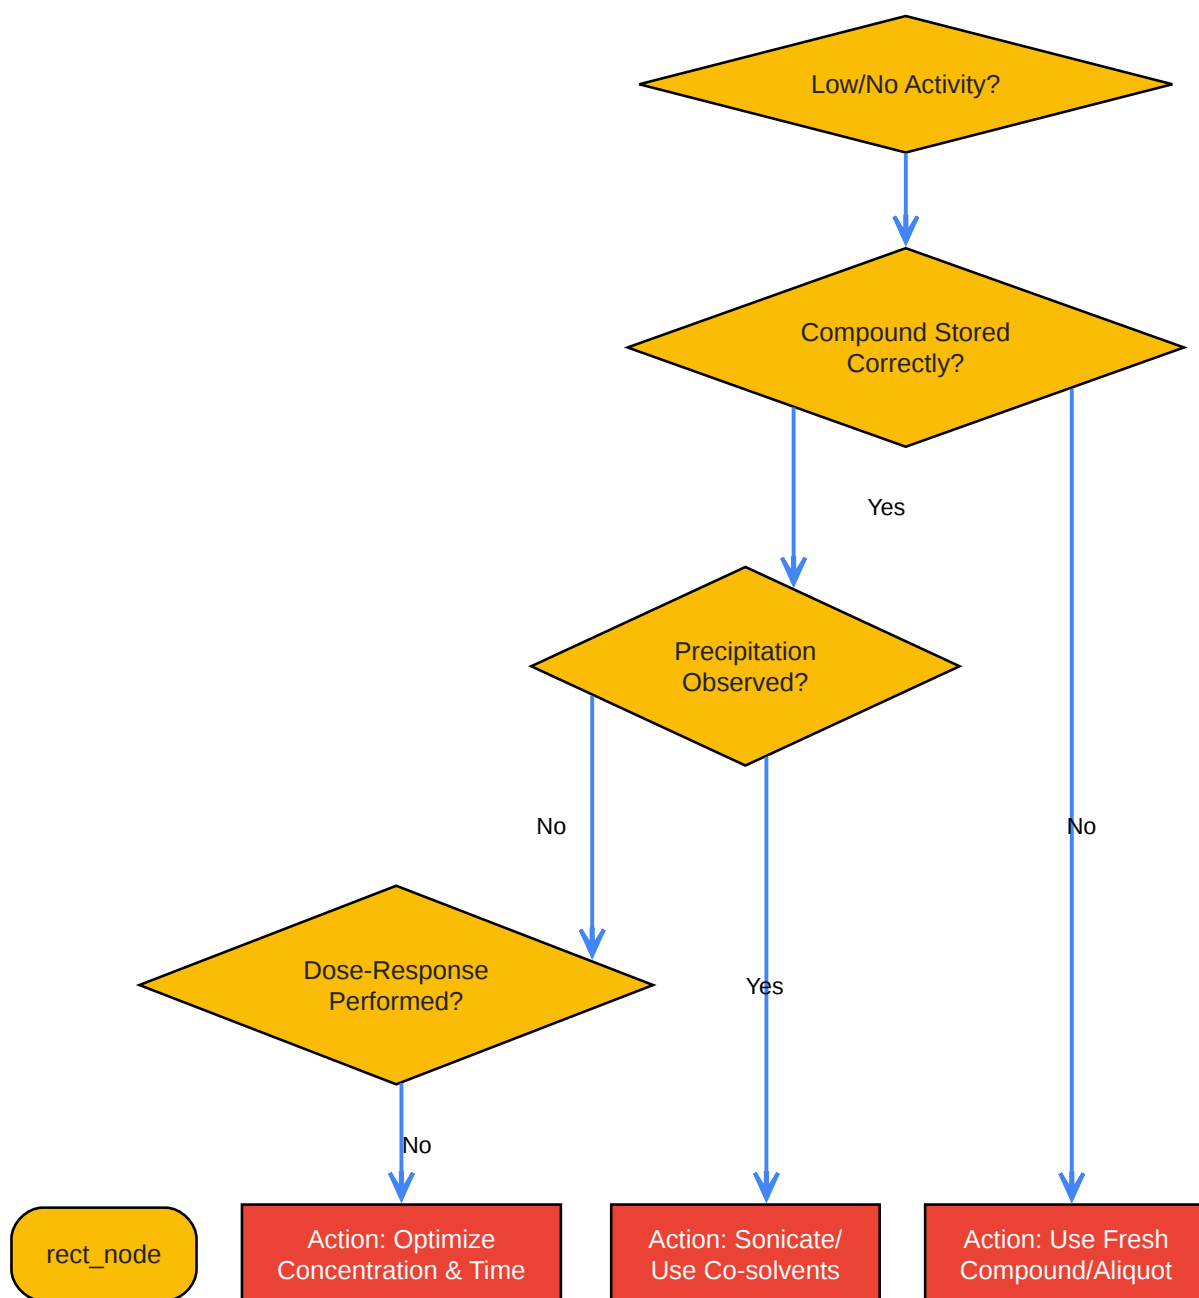 Low/No Activity?
Compound Stored
Correctly?
Yes
Precipitation
Observed?
No
No
Dose-Response
Performed?
Yes
No
rect_node
Action: Optimize
Concentration & Time
Action: Sonicate/
Use Co-solvents
Action: Use Fresh
Compound/Aliquot